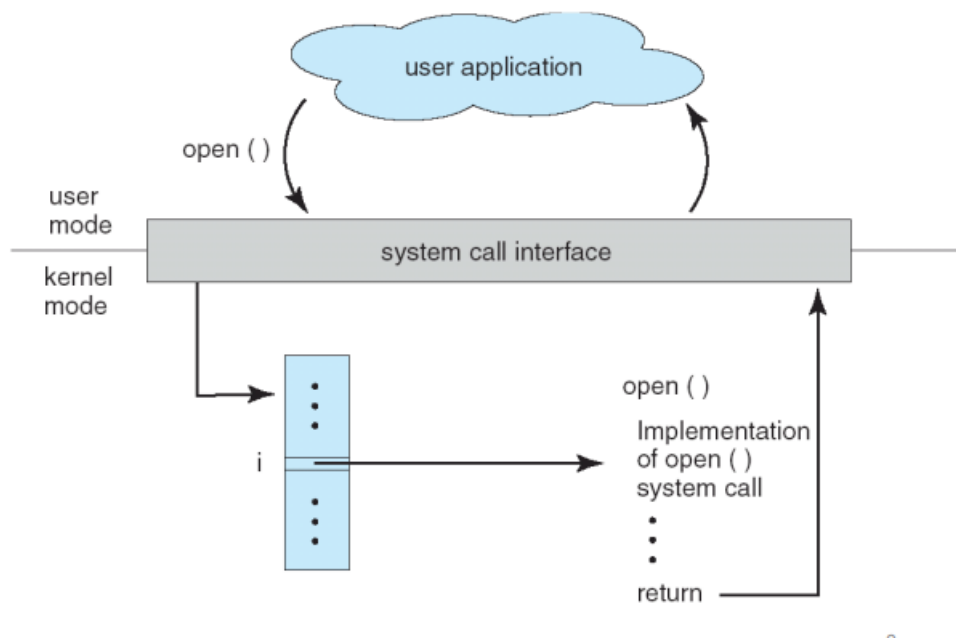 user application
open ( )
user
mode
system call interface
kernel
mode
open ( )
i
Implementation
of open ( )
system call
return